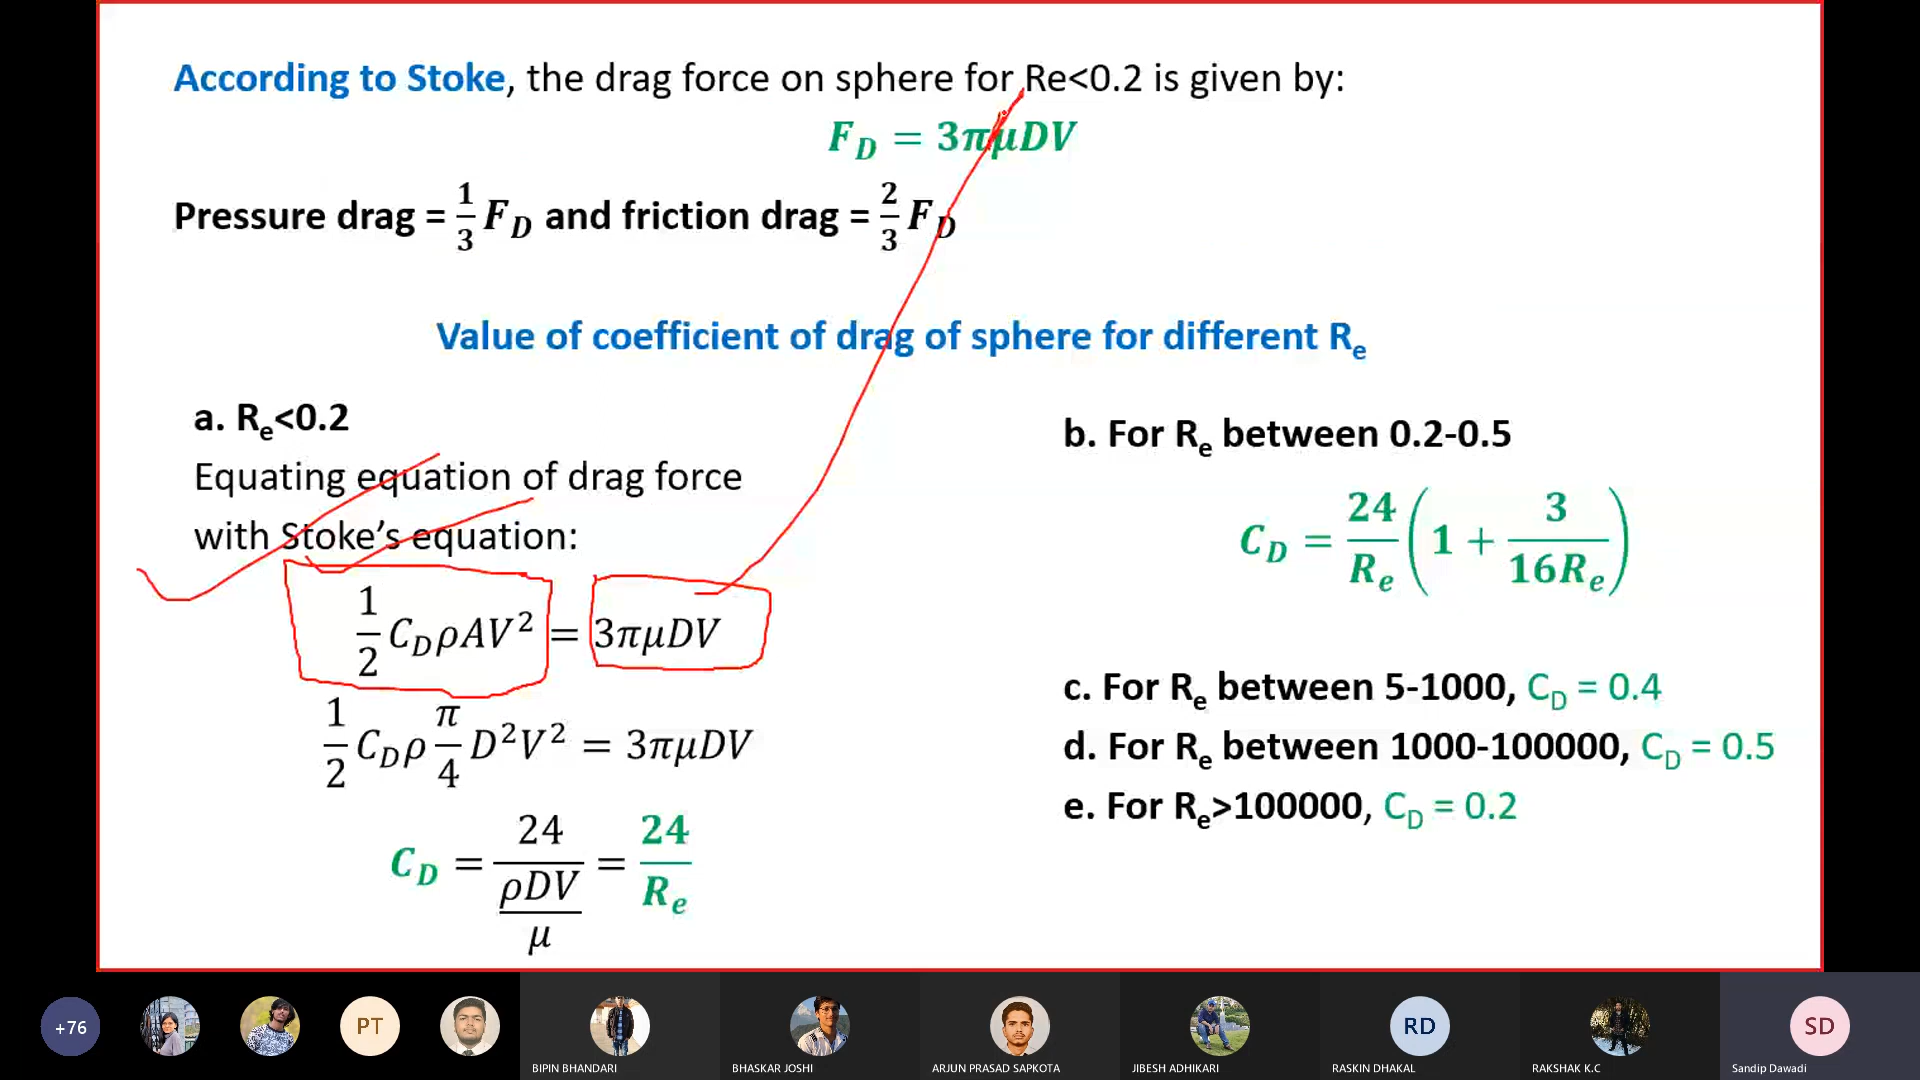 According to Stoke, the drag force on sphere for Re<0.2 is given by:
F_D = 3πμDV
Pressure drag = 1/3 F_D and friction drag = 2/3 F_D
Value of coefficient of drag of sphere for different R_e
a. R_e<0.2
Equating equation of drag force
with Stoke's equation:
1/2 C_D ρAV² = 3πμDV
1/2 C_D ρ π/4 D²V² = 3πμDV
C_D = 24/(ρDV/μ) = 24/R_e
b. For R_e between 0.2-0.5
C_D = 24/R_e (1 + 3/(16R_e))
c. For R_e between 5-1000, C_D = 0.4
d. For R_e between 1000-100000, C_D = 0.5
e. For R_e>100000, C_D = 0.2
+76
PT
BIPIN BHANDARI
BHASKAR JOSHI
ARJUN PRASAD SAPKOTA
JIBESH ADHIKARI
RD
RASKIN DHAKAL
RAKSHAK K.C
SD
Sandip Dawadi